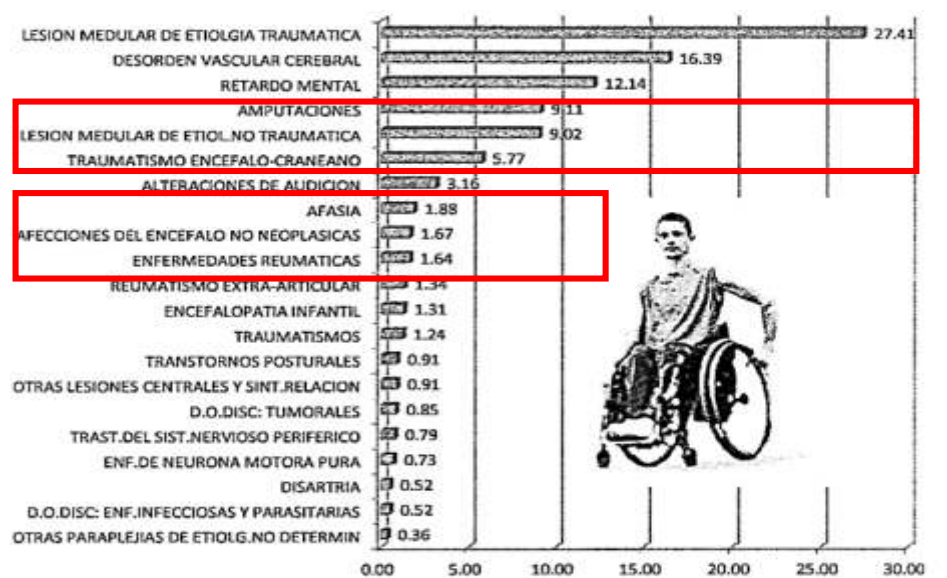 LESION MEDULAR DE ETIOLGIA TRAUMATICA 27.41
DESORDEN VASCULAR CEREBRAL 16.39
RETARDO MENTAL 12.14
AMPUTACIONES 9.11
LESION MEDULAR DE ETIOL.NO TRAUMATICA 9.02
TRAUMATISMO ENCEFALO-CRANEANO 5.77
ALTERACIONES DE AUDICION 3.16
AFASIA 1.88
AFECCIONES DEL ENCEFALO NO NEOPLASICAS 1.67
ENFERMEDADES REUMATICAS 1.64
REUMATISMO EXTRA-ARTICULAR 1.34
ENCEFALOPATIA INFANTIL 1.31
TRAUMATISMOS 1.24
TRANSTORNOS POSTURALES 0.91
OTRAS LESIONES CENTRALES Y SINT.RELACION 0.91
D.O.DISC: TUMORALES 0.85
TRAST.DEL SIST.NERVIOSO PERIFERICO 0.79
ENF.DE NEURONA MOTORA PURA 0.73
DISARTRIA 0.52
D.O.DISC: ENF.INFECCIOSAS Y PARASITARIAS 0.52
OTRAS PARAPLEJIAS DE ETIOLG.NO DETERMIN 0.36
0.00 5.00 10.00 15.00 20.00 25.00 30.00